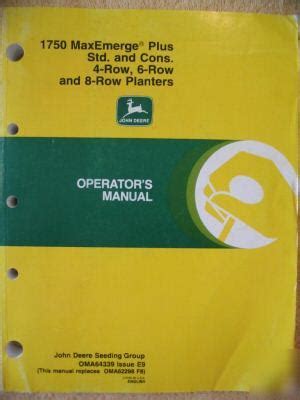 1750 MaxEmerge® Plus
Std. and Cons.
4-Row, 6-Row
and 8-Row Planters
JOHN DEERE
OPERATOR'S
MANUAL
John Deere Seeding Group
OMA64339 Issue E9
(This manual replaces OMA62298 F8)
ENGLISH